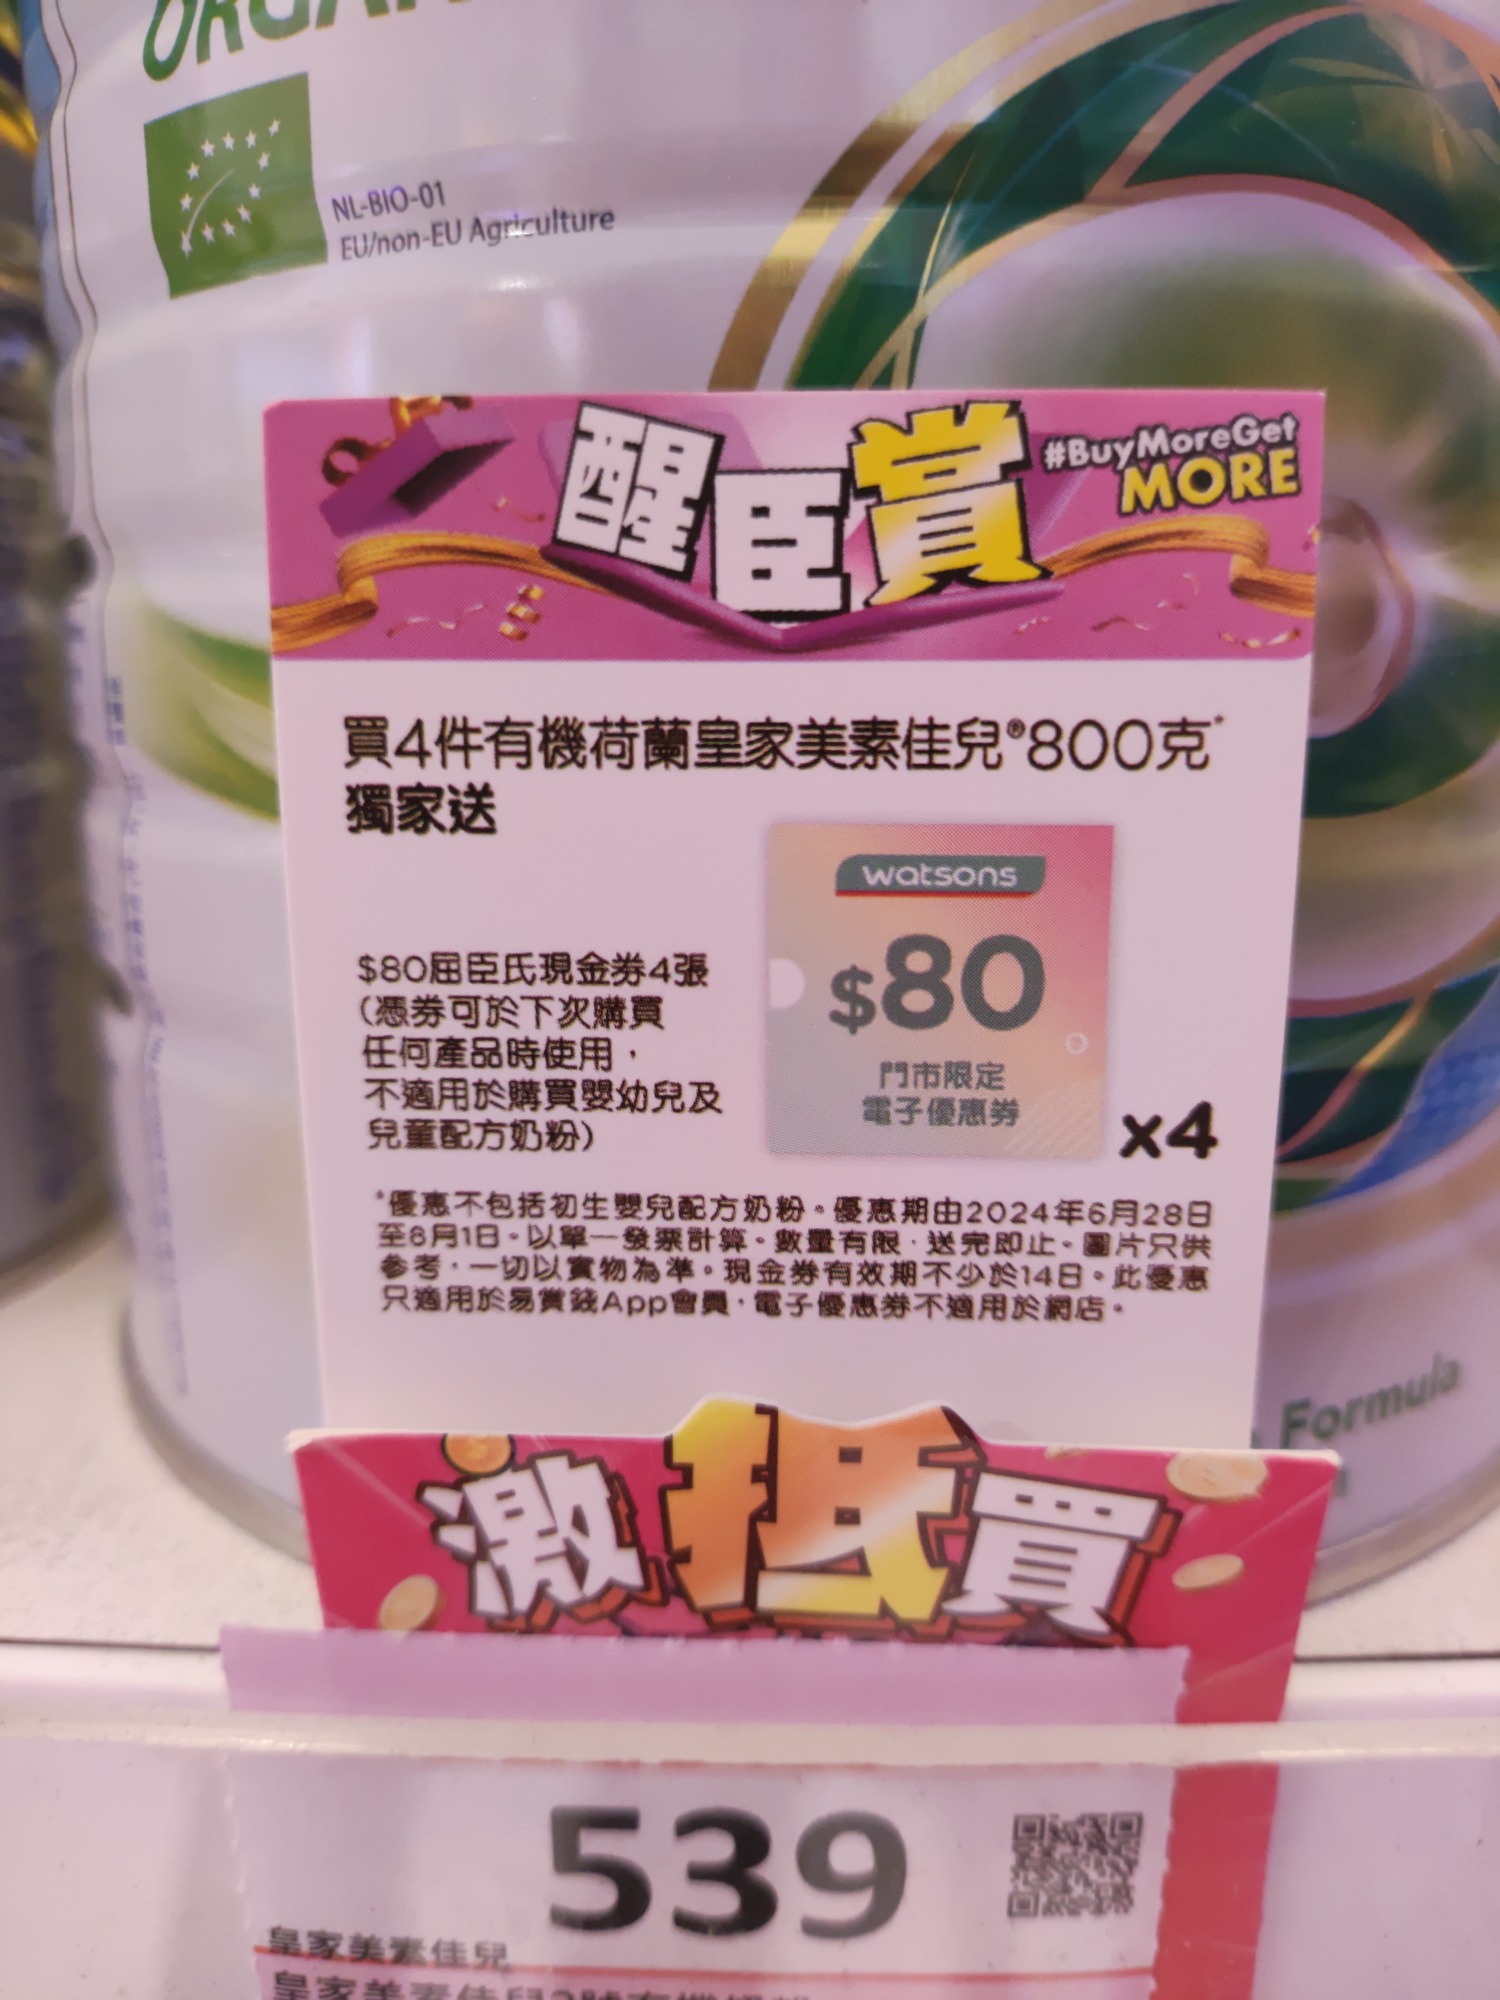 NL-BIO-01
EU/non-EU Agriculture
醒臣賞
#BuyMoreGet
MORE
買4件有機荷蘭皇家美素佳兒®800克*
獨家送
watsons
$80
門市限定
電子優惠券
x4
$80屈臣氏現金券4張
(憑券可於下次購買
任何產品時使用，
不適用於購買嬰幼兒及
兒童配方奶粉)
*優惠不包括初生嬰兒配方奶粉。優惠期由2024年6月28日
至8月1日。以單一發票計算。數量有限，送完即止。圖片只供
參考，一切以實物為準。現金券有效期不少於14日。此優惠
只適用於易賞錢App會員，電子優惠券不適用於網店。
Formula
激抵買
539
皇家美素佳兒
皇家美素佳兒